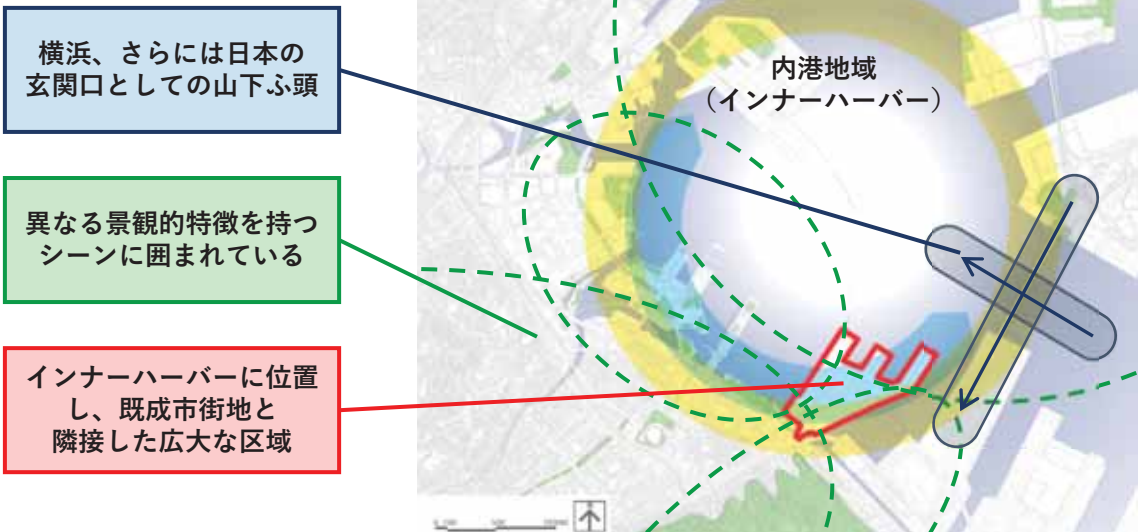 横浜、さらには日本の
玄関口としての山下ふ頭
異なる景観的特徴を持つ
シーンに囲まれている
インナーハーバーに位置
し、既成市街地と
隣接した広大な区域
内港地域
（インナーハーバー）